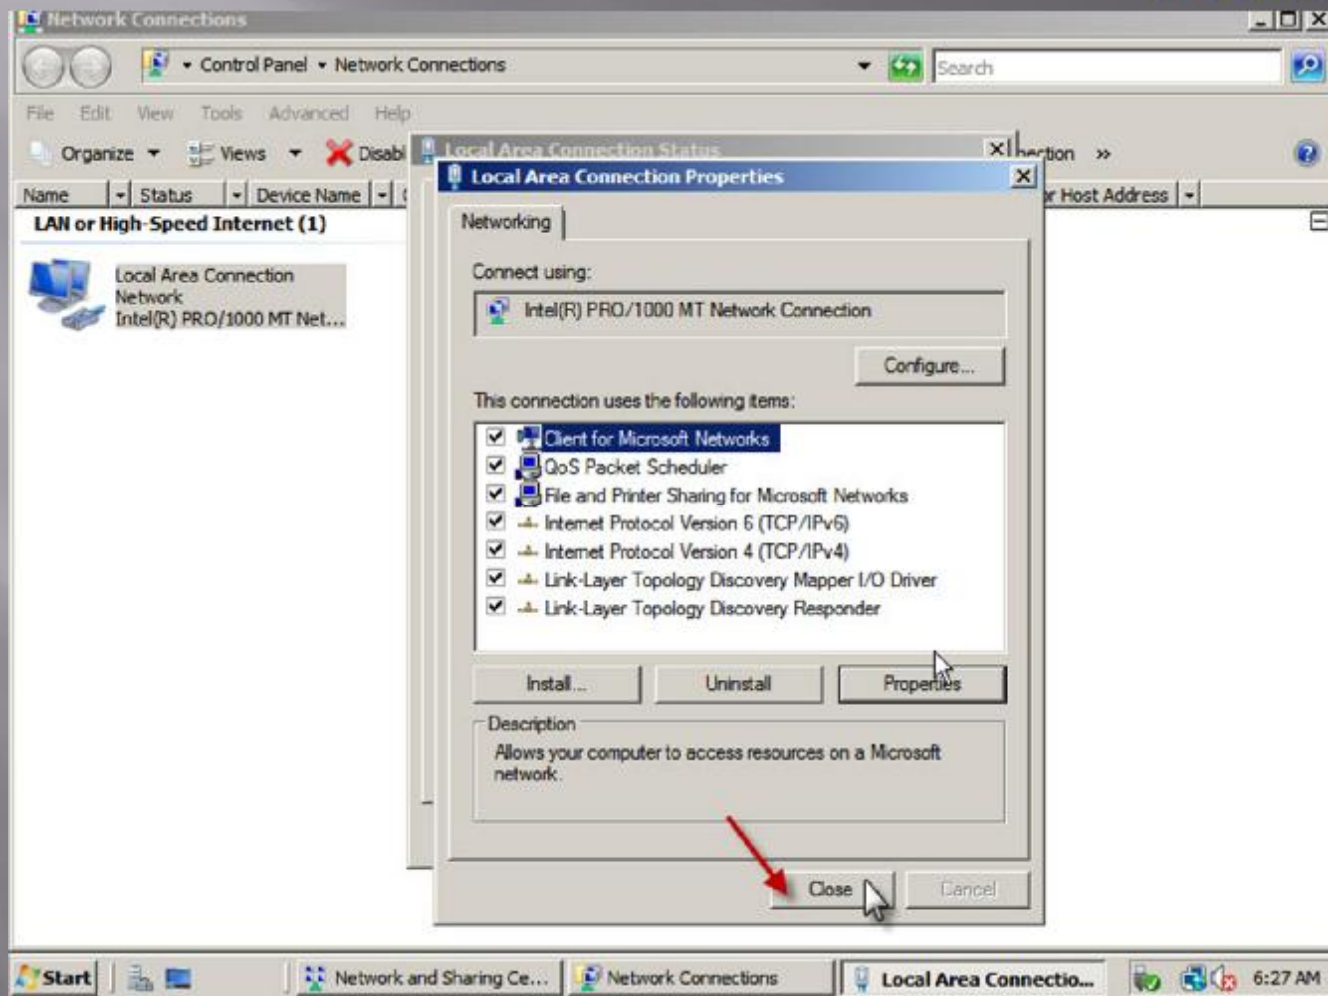 Network Connections
Control Panel Network Connections
Search
File Edit View Tools Advanced Help
Organize Views Disabl
Local Area Connection Status
Name Status Device Name
or Host Address
LAN or High-Speed Internet (1)
Local Area Connection
Network
Intel(R) PRO/1000 MT Net...
Local Area Connection Properties
Networking
Connect using:
Intel(R) PRO/1000 MT Network Connection
Configure...
This connection uses the following items:
Client for Microsoft Networks
QoS Packet Scheduler
File and Printer Sharing for Microsoft Networks
Internet Protocol Version 6 (TCP/IPv6)
Internet Protocol Version 4 (TCP/IPv4)
Link-Layer Topology Discovery Mapper I/O Driver
Link-Layer Topology Discovery Responder
Install... Uninstall Properties
Description
Allows your computer to access resources on a Microsoft
network.
Close Cancel
Start Network and Sharing Ce... Network Connections Local Area Connectio... 6:27 AM